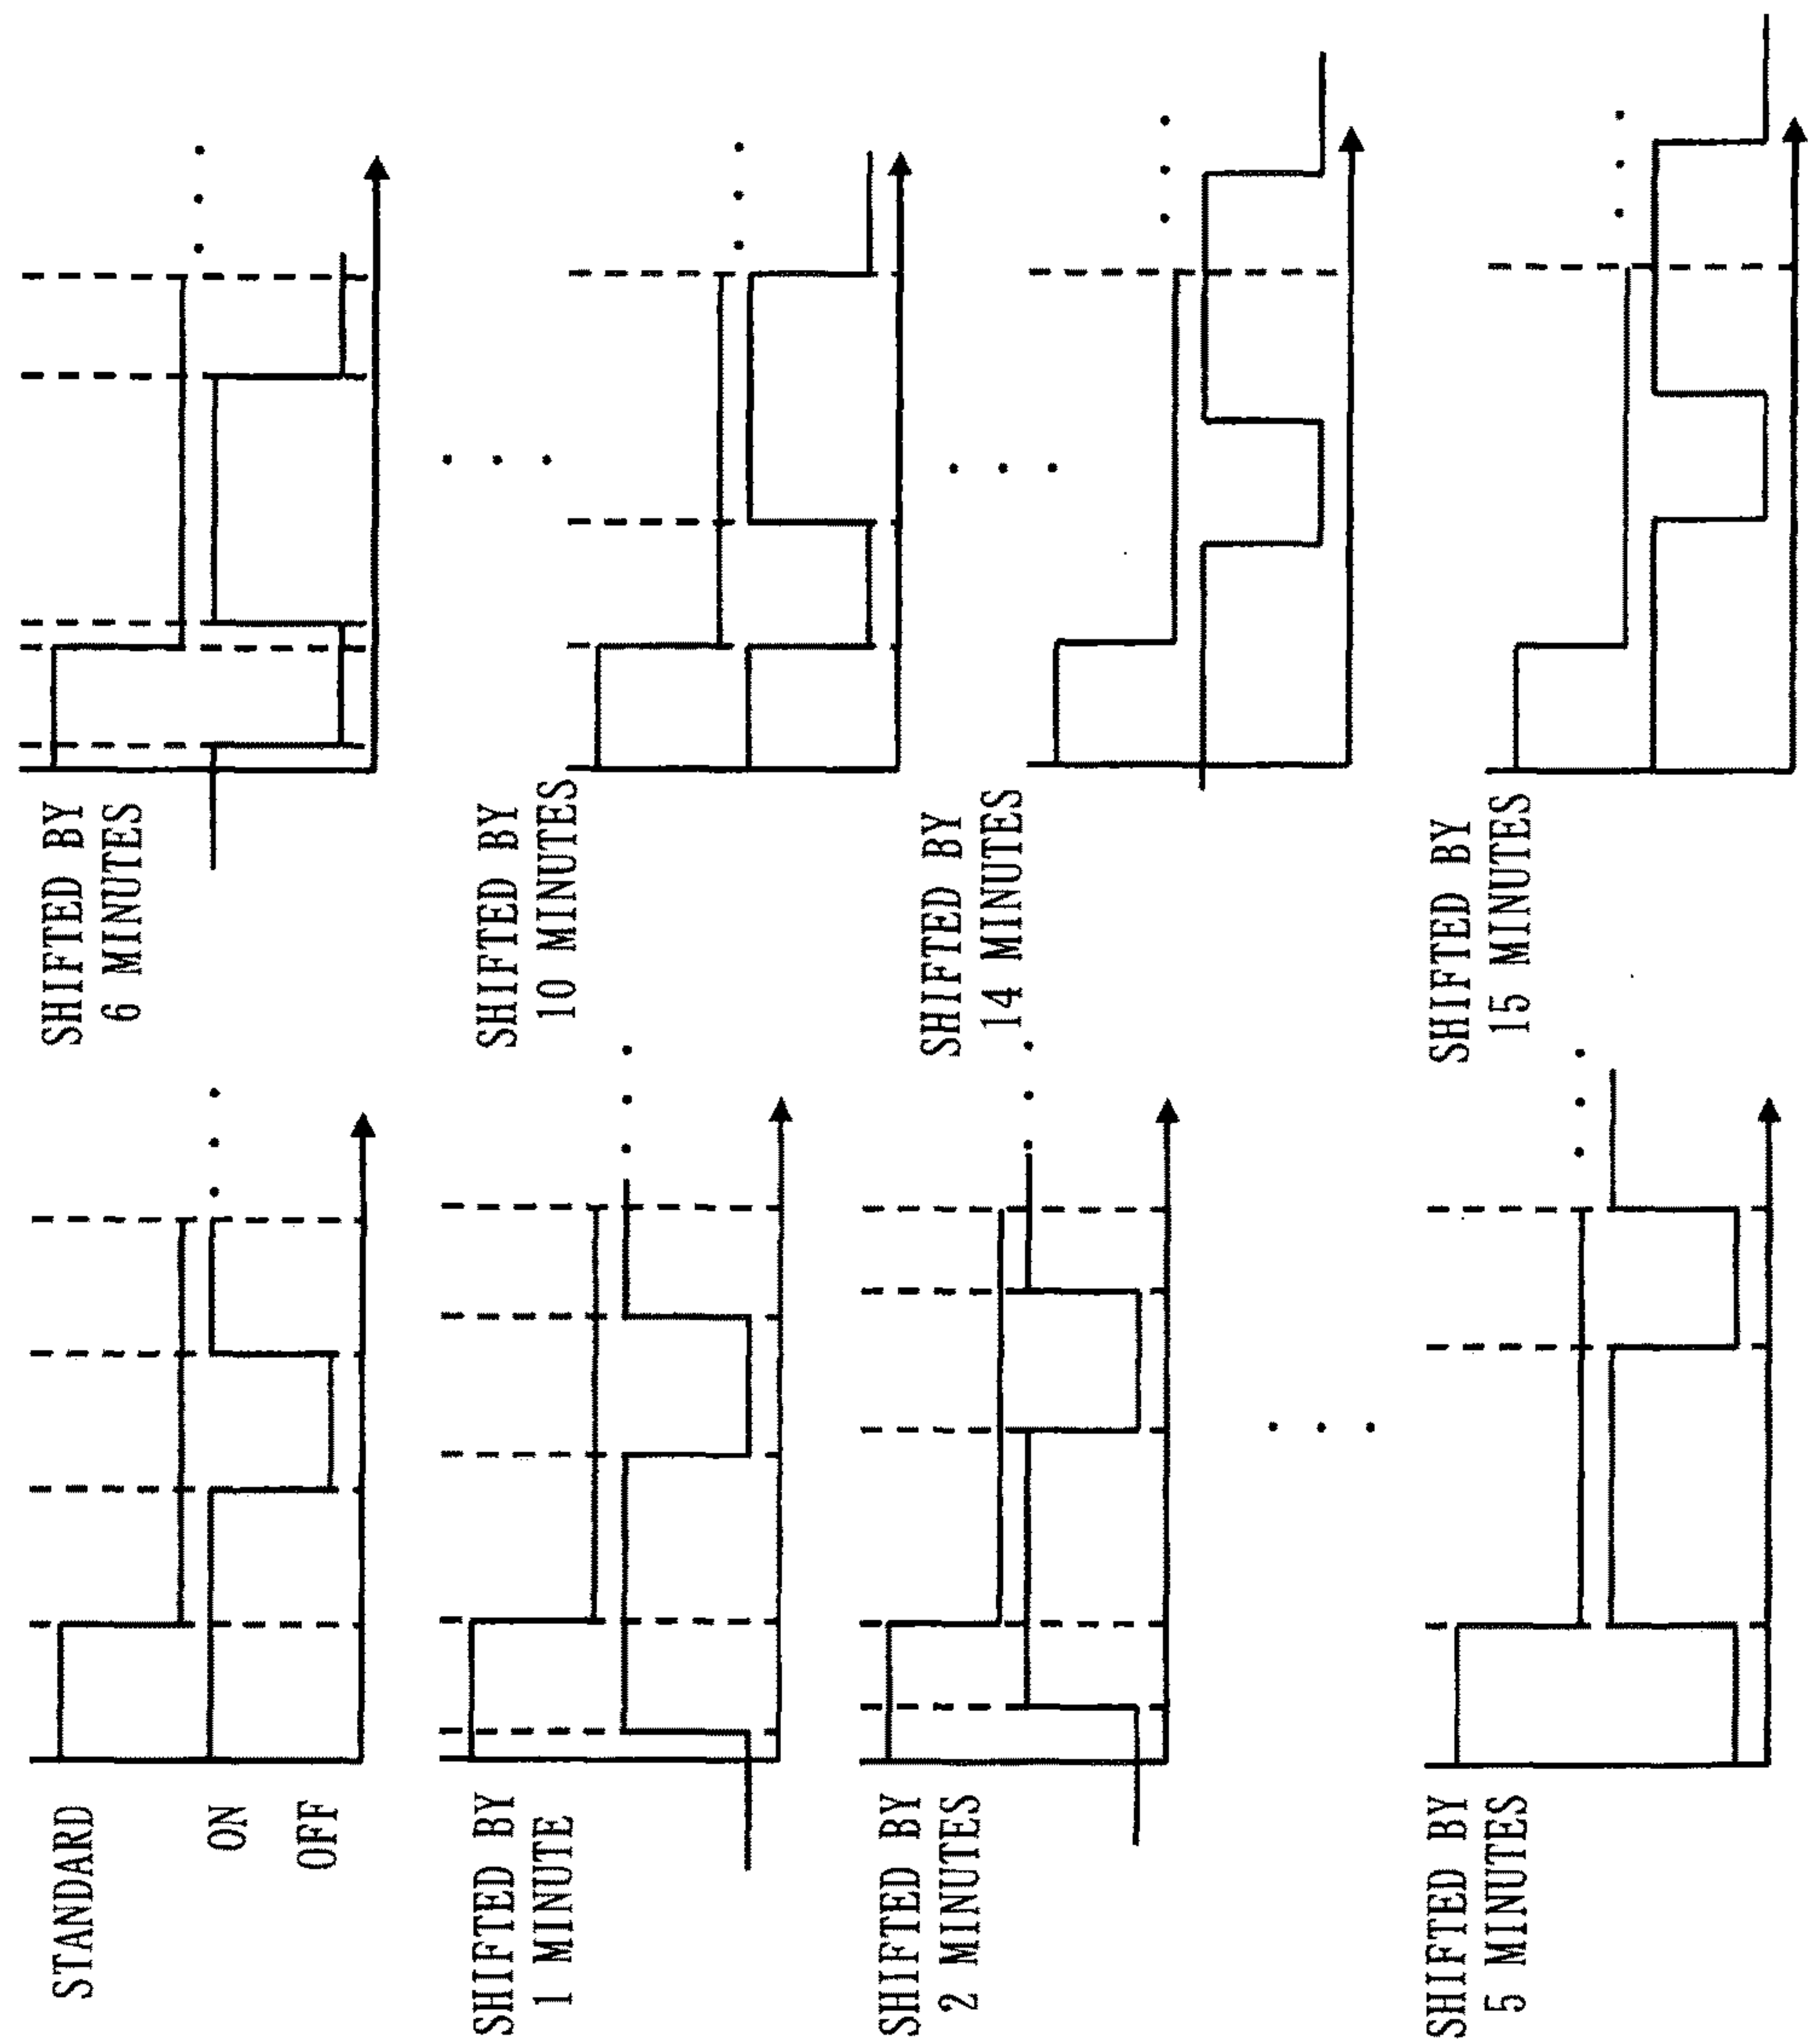 STANDARD
ON
OFF
SHIFTED BY
1 MINUTE
SHIFTED BY
2 MINUTES
SHIFTED BY
5 MINUTES
SHIFTED BY
6 MINUTES
SHIFTED BY
10 MINUTES
SHIFTED BY
14 MINUTES
SHIFTED BY
15 MINUTES